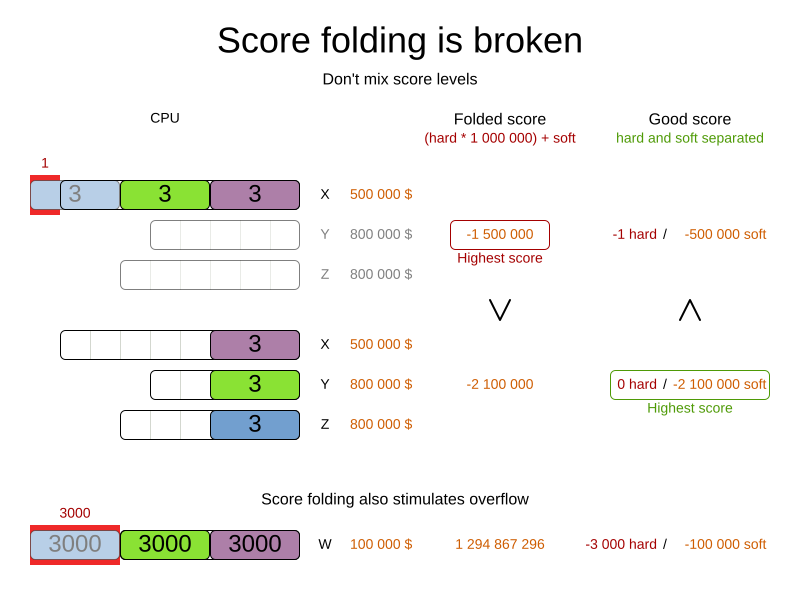 Score folding is broken
Don't mix score levels
CPU
Folded score
(hard * 1 000 000) + soft
Good score
hard and soft separated
1
3 3 3 X 500 000 $
Y 800 000 $ -1 500 000 -1 hard / -500 000 soft
Highest score
Z 800 000 $
3 X 500 000 $
3 Y 800 000 $ -2 100 000 0 hard / -2 100 000 soft
Highest score
3 Z 800 000 $
Score folding also stimulates overflow
3000
3000 3000 3000 W 100 000 $ 1 294 867 296 -3 000 hard / -100 000 soft